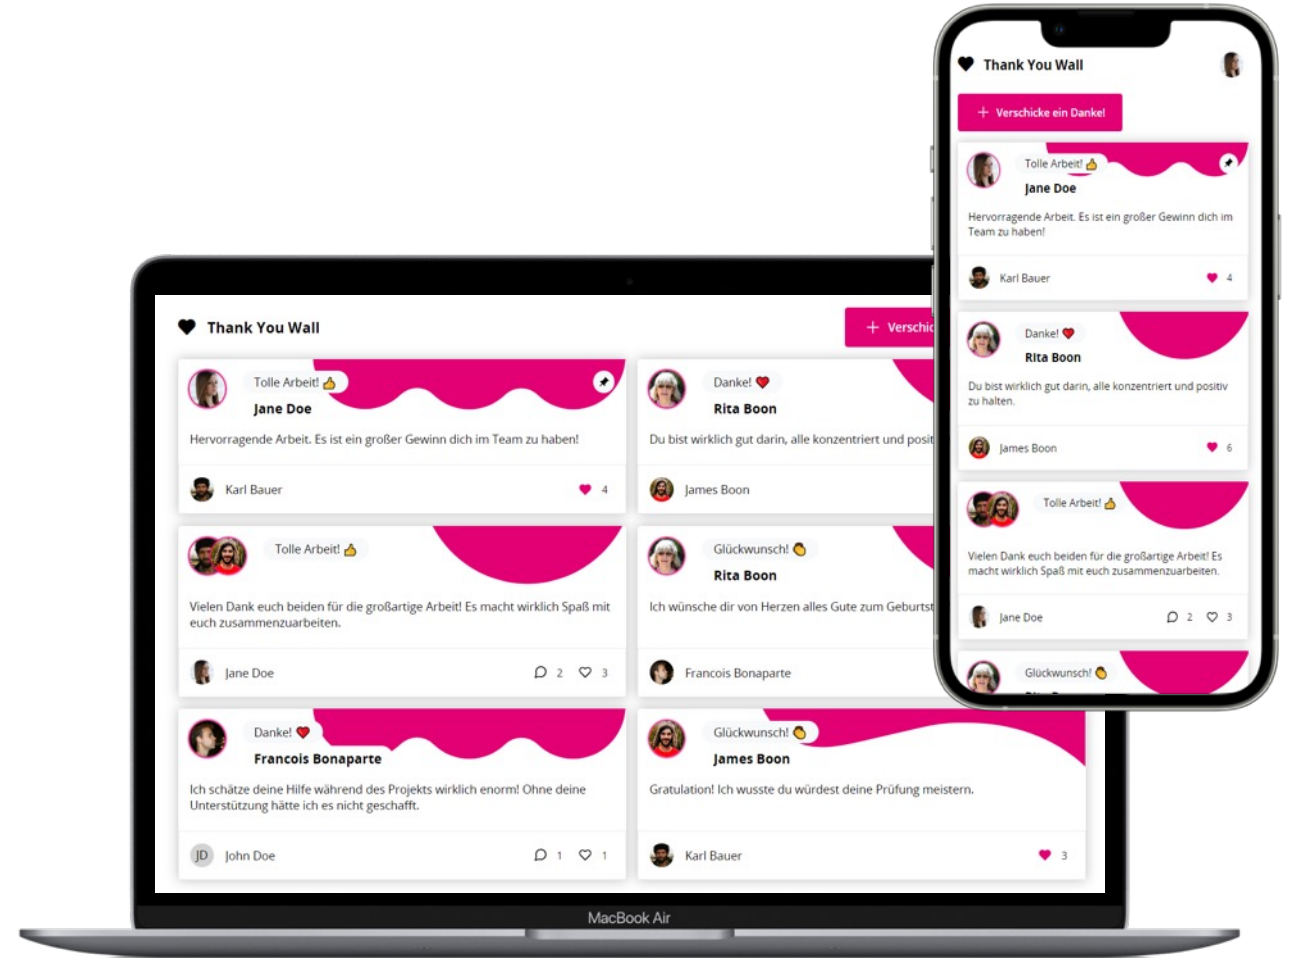 Thank You Wall
Verschicke ein Danke!
Tolle Arbeit!
Jane Doe
Hervorragende Arbeit. Es ist ein großer Gewinn dich im
Team zu haben!
Karl Bauer
4
Danke!
Rita Boon
Du bist wirklich gut darin, alle konzentriert und positiv
zu halten.
James Boon
6
Tolle Arbeit!
Vielen Dank euch beiden für die großartige Arbeit! Es
macht wirklich Spaß mit euch zusammenzuarbeiten.
Jane Doe
2 3
Glückwunsch!
Thank You Wall
Tolle Arbeit!
Jane Doe
Hervorragende Arbeit. Es ist ein großer Gewinn dich im Team zu haben!
Karl Bauer
4
Danke!
Rita Boon
Du bist wirklich gut darin, alle konzentriert und
James Boon
Tolle Arbeit!
Vielen Dank euch beiden für die großartige Arbeit! Es macht wirklich Spaß mit
euch zusammenzuarbeiten.
Jane Doe
2 3
Glückwunsch!
Rita Boon
Ich wünsche dir von Herzen alles Gute zum
Francois Bonaparte
Danke!
Francois Bonaparte
Ich schätze deine Hilfe während des Projekts wirklich enorm! Ohne deine
Unterstützung hätte ich es nicht geschafft.
JD
John Doe
1 1
Glückwunsch!
James Boon
Gratulation! Ich wusste du würdest deine Prüfung meistern.
Karl Bauer
3
MacBook Air